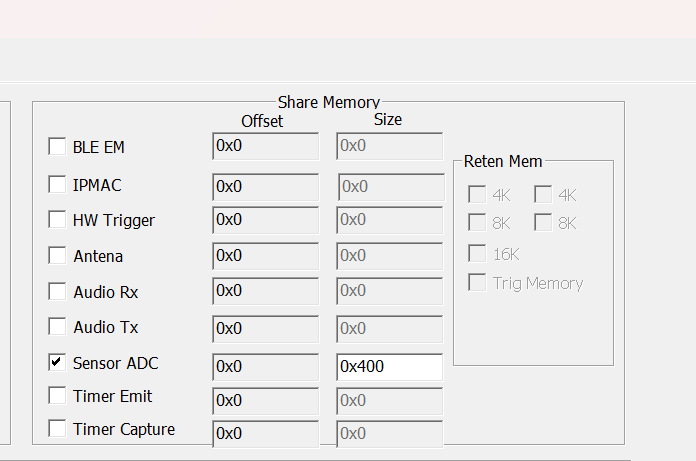 Share Memory
Offset Size
BLE EM 0x0 0x0
Reten Mem
IPMAC 0x0 0x0
4K 4K
HW Trigger 0x0 0x0
8K 8K
Antena 0x0 0x0
16K
Audio Rx 0x0 0x0
Trig Memory
Audio Tx 0x0 0x0
Sensor ADC 0x0 0x400
Timer Emit 0x0 0x0
Timer Capture 0x0 0x0